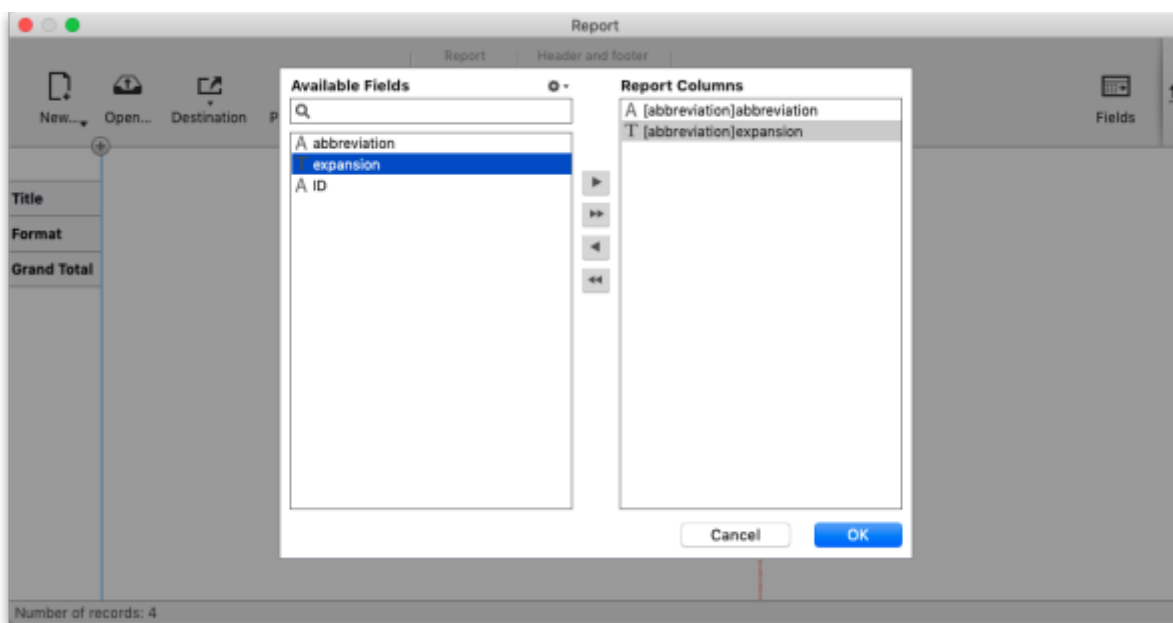 Report
Report
Header and footer
New...
Open...
Destination
P
Fields
Available Fields
Report Columns
A abbreviation
T expansion
A ID
A [abbreviation]abbreviation
T [abbreviation]expansion
Title
Format
Grand Total
Cancel
OK
Number of records: 4